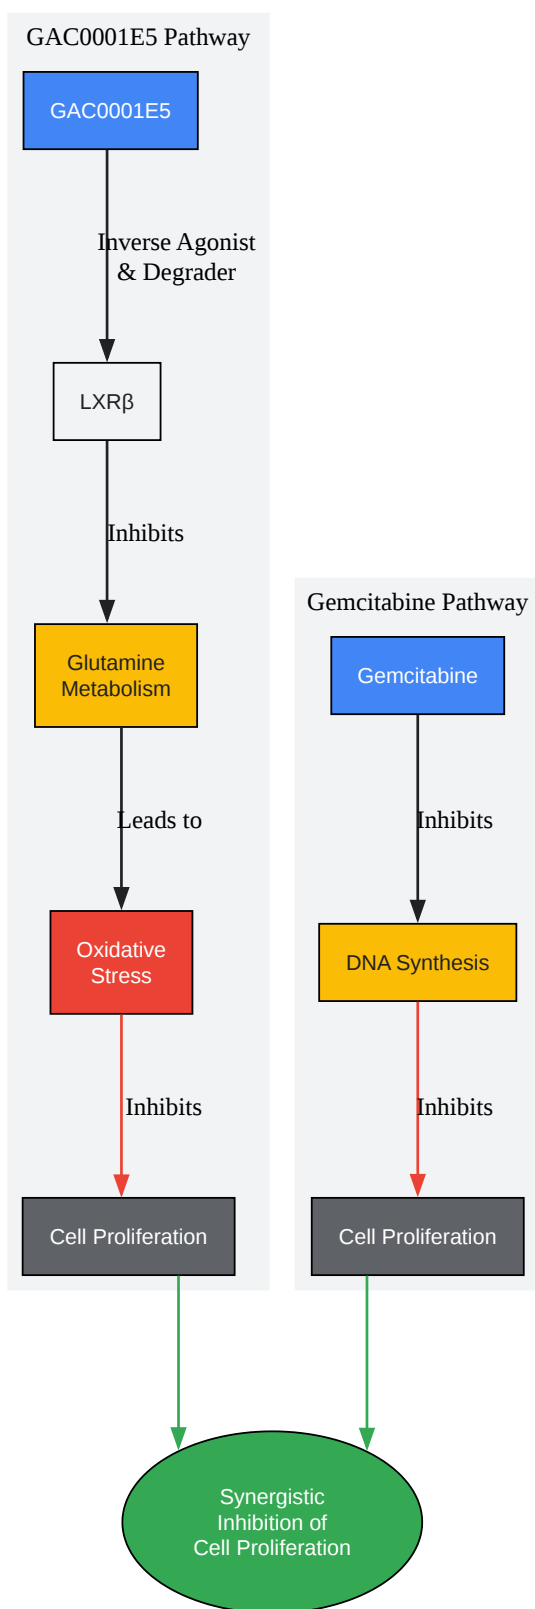 GAC0001E5 Pathway
GAC0001E5
Inverse Agonist
& Degrader
LXRβ
Inhibits
Glutamine
Metabolism
Leads to
Oxidative
Stress
Inhibits
Cell Proliferation
Gemcitabine Pathway
Gemcitabine
Inhibits
DNA Synthesis
Inhibits
Cell Proliferation
Synergistic
Inhibition of
Cell Proliferation